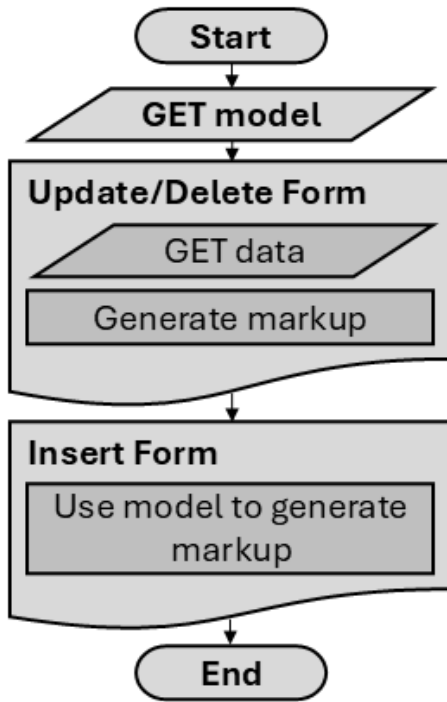 Start
GET model
Update/Delete Form
GET data
Generate markup
Insert Form
Use model to generate
markup
End